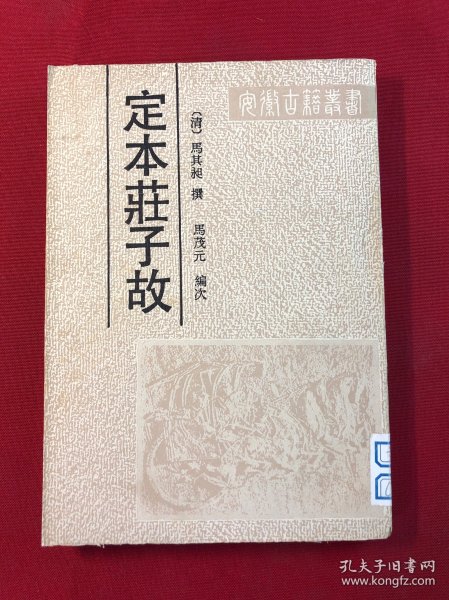 安徽古籍叢書
定本莊子故
〔清〕馬其昶 撰 馬茂元 編次
孔夫子旧书网
www.kongfz.com